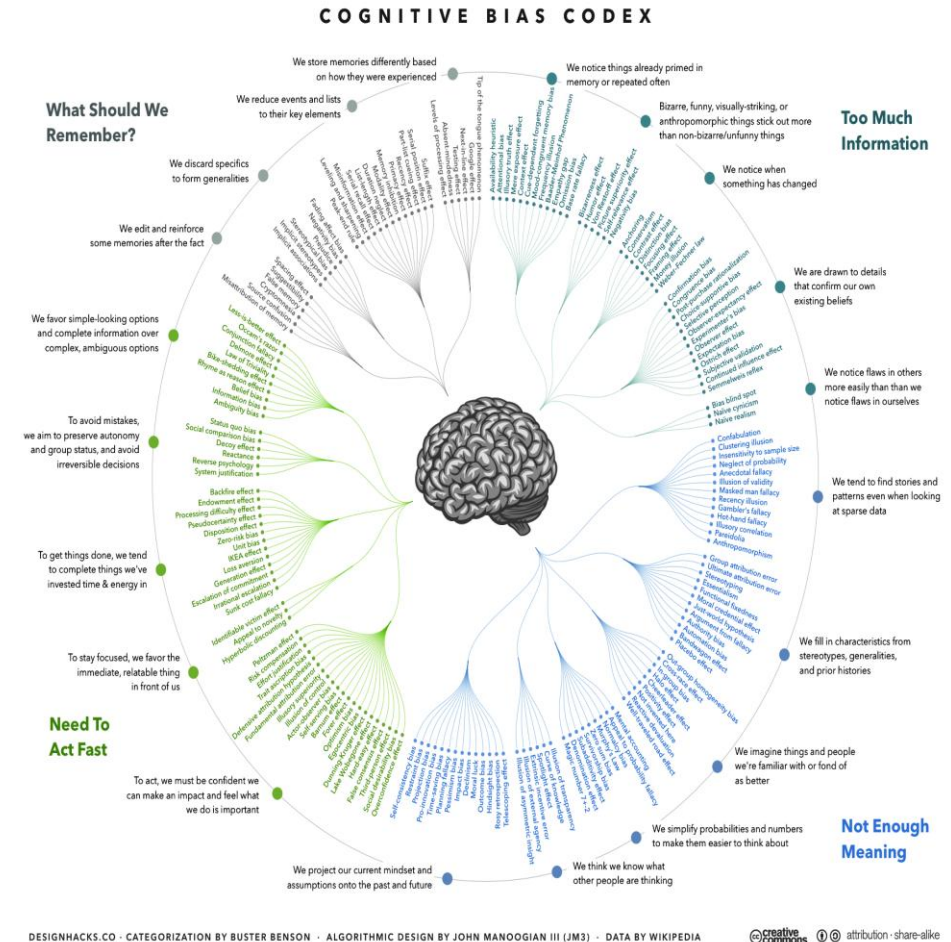 COGNITIVE BIAS CODEX
What Should We
Remember?
We store memories differently based
on how they were experienced
We reduce events and lists
to their key elements
We discard specifics
to form generalities
We edit and reinforce
some memories after the fact
Too Much
Information
We notice things already primed in
memory or repeated often
Bizarre, funny, visually-striking, or
anthropomorphic things stick out more
than non-bizarre/unfunny things
We notice when
something has changed
We are drawn to details
that confirm our own
existing beliefs
We notice flaws in others
more easily than than we
notice flaws in ourselves
Tip of the tongue phenomenon
Google effect
Next-in-line effect
Testing effect
Absent-mindedness
Levels of processing effect
Suffix effect
Serial position effect
Part-list cueing effect
Recency effect
Primacy effect
Memory inhibition
Modality effect
Duration neglect
List-length effect
Serial recall effect
Misinformation effect
Leveling and sharpening
Peak-end rule
Fading affect bias
Negativity bias
Prejudice
Stereotypical bias
Implicit stereotypes
Implicit associations
Spacing effect
Suggestibility
False memory
Cryptomnesia
Source confusion
Misattribution of memory
Availability heuristic
Attentional bias
Illusory truth effect
Mere exposure effect
Context effect
Cue-dependent forgetting
Mood-congruent memory bias
Frequency illusion
Baader-Meinhof Phenomenon
Empathy gap
Omission bias
Base rate fallacy
Bizarreness effect
Humor effect
Von Restorff effect
Picture superiority effect
Self-relevance effect
Negativity bias
Anchoring
Conservatism
Contrast effect
Distinction bias
Focusing effect
Framing effect
Money illusion
Weber-Fechner law
Confirmation bias
Congruence bias
Post-purchase rationalization
Choice-supportive bias
Selective perception
Observer-expectancy effect
Experimenter's bias
Observer effect
Expectation bias
Ostrich effect
Subjective validation
Continued influence effect
Semmelweis reflex
Bias blind spot
Naïve cynicism
Naïve realism
We favor simple-looking options
and complete information over
complex, ambiguous options
To avoid mistakes,
we aim to preserve autonomy
and group status, and avoid
irreversible decisions
To get things done, we tend
to complete things we've
invested time & energy in
To stay focused, we favor the
immediate, relatable thing
in front of us
Need To
Act Fast
To act, we must be confident we
can make an impact and feel what
we do is important
Less-is-better effect
Occam's razor
Conjunction fallacy
Delmore effect
Law of Triviality
Bike-shedding effect
Rhyme as reason effect
Belief bias
Information bias
Ambiguity bias
Status quo bias
Social comparison bias
Decoy effect
Reactance
Reverse psychology
System justification
Backfire effect
Endowment effect
Processing difficulty effect
Pseudocertainty effect
Disposition effect
Zero-risk bias
Unit bias
IKEA effect
Loss aversion
Generation effect
Escalation of commitment
Irrational escalation
Sunk cost fallacy
Identifiable victim effect
Appeal to novelty
Hyperbolic discounting
Peltzman effect
Risk compensation
Effort justification
Trait ascription bias
Defensive attribution hypothesis
Fundamental attribution error
Illusory superiority
Illusion of control
Actor-observer bias
Self-serving bias
Barnum effect
Forer effect
Optimism bias
Egocentric bias
Dunning-Kruger effect
Lake Wobegone effect
Hard-easy effect
False consensus effect
Third-person effect
Social desirability bias
Overconfidence effect
Confabulation
Clustering illusion
Insensitivity to sample size
Neglect of probability
Anecdotal fallacy
Illusion of validity
Masked man fallacy
Recency illusion
Gambler's fallacy
Hot-hand fallacy
Illusory correlation
Pareidolia
Anthropomorphism
Group attribution error
Ultimate attribution error
Stereotyping
Essentialism
Functional fixedness
Moral credential effect
Just-world hypothesis
Argument from fallacy
Authority bias
Automation bias
Bandwagon effect
Placebo effect
Out-group homogeneity bias
Cross-race effect
In-group bias
Halo effect
Cheerleader effect
Positivity effect
Not invented here
Reactive devaluation
Well traveled road effect
Mental accounting
Appeal to probability fallacy
Normalcy bias
Murphy's Law
Zero sum bias
Survivorship bias
Subadditivity effect
Denomination effect
Magic number 7+-2
Illusion of transparency
Curse of knowledge
Spotlight effect
Extrinsic incentive error
Illusion of external agency
Illusion of asymmetric insight
Telescoping effect
Rosy retrospection
Hindsight bias
Outcome bias
Moral luck
Declinism
Impact bias
Pessimism bias
Planning fallacy
Time-saving bias
Pro-innovation bias
Projection bias
Restraint bias
Self-consistency bias
We tend to find stories and
patterns even when looking
at sparse data
We fill in characteristics from
stereotypes, generalities,
and prior histories
We imagine things and people
we're familiar with or fond of
as better
We simplify probabilities and numbers
to make them easier to think about
Not Enough
Meaning
We think we know what
other people are thinking
We project our current mindset and
assumptions onto the past and future
DESIGNHACKS.CO · CATEGORIZATION BY BUSTER BENSON · ALGORITHMIC DESIGN BY JOHN MANOOGIAN III (JM3) · DATA BY WIKIPEDIA
creative commons
attribution · share-alike